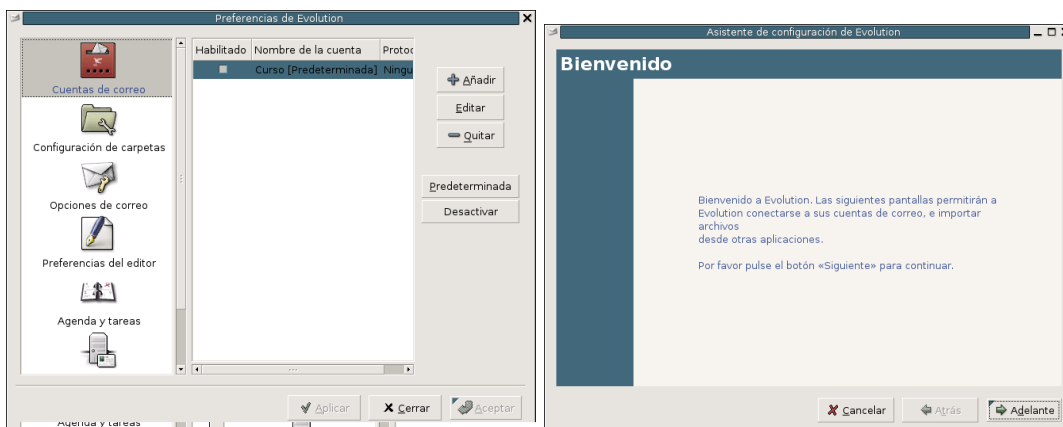 Preferencias de Evolution
Habilitado Nombre de la cuenta Protoc
Curso [Predeterminada] Ningu
Cuentas de correo
Configuración de carpetas
Opciones de correo
Preferencias del editor
Agenda y tareas
Añadir
Editar
Quitar
Predeterminada
Desactivar
Aplicar
Cerrar
Aceptar
Agenda y tareas
Asistente de configuración de Evolution
Bienvenido
Bienvenido a Evolution. Las siguientes pantallas permitirán a
Evolution conectarse a sus cuentas de correo, e importar
archivos
desde otras aplicaciones.
Por favor pulse el botón «Siguiente» para continuar.
Cancelar
Atrás
Adelante